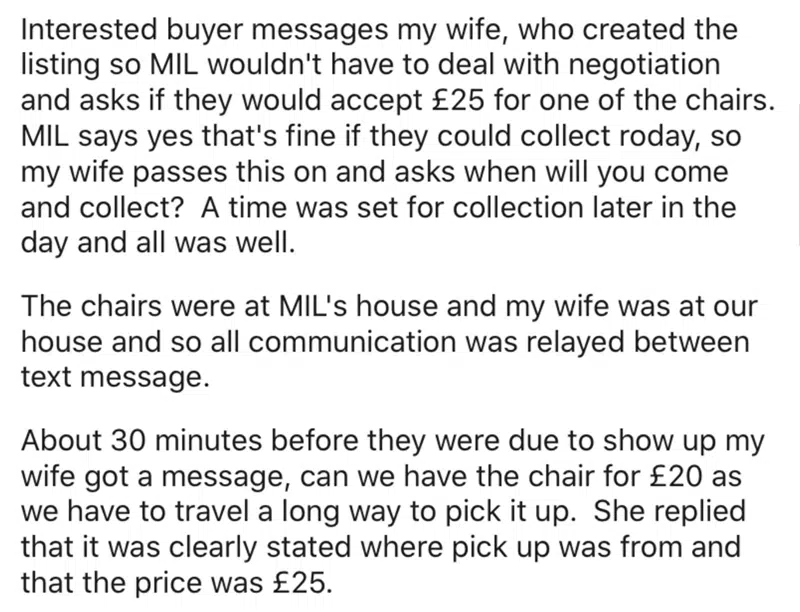 Interested buyer messages my wife, who created the
listing so MIL wouldn't have to deal with negotiation
and asks if they would accept £25 for one of the chairs.
MIL says yes that's fine if they could collect roday, so
my wife passes this on and asks when will you come
and collect?  A time was set for collection later in the
day and all was well.
The chairs were at MIL's house and my wife was at our
house and so all communication was relayed between
text message.
About 30 minutes before they were due to show up my
wife got a message, can we have the chair for £20 as
we have to travel a long way to pick it up.  She replied
that it was clearly stated where pick up was from and
that the price was £25.